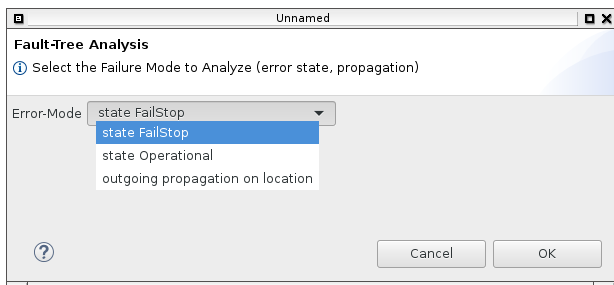 Unnamed
Fault-Tree Analysis
Select the Failure Mode to Analyze (error state, propagation)
Error-Mode state FailStop
state FailStop
state Operational
outgoing propagation on location
Cancel OK